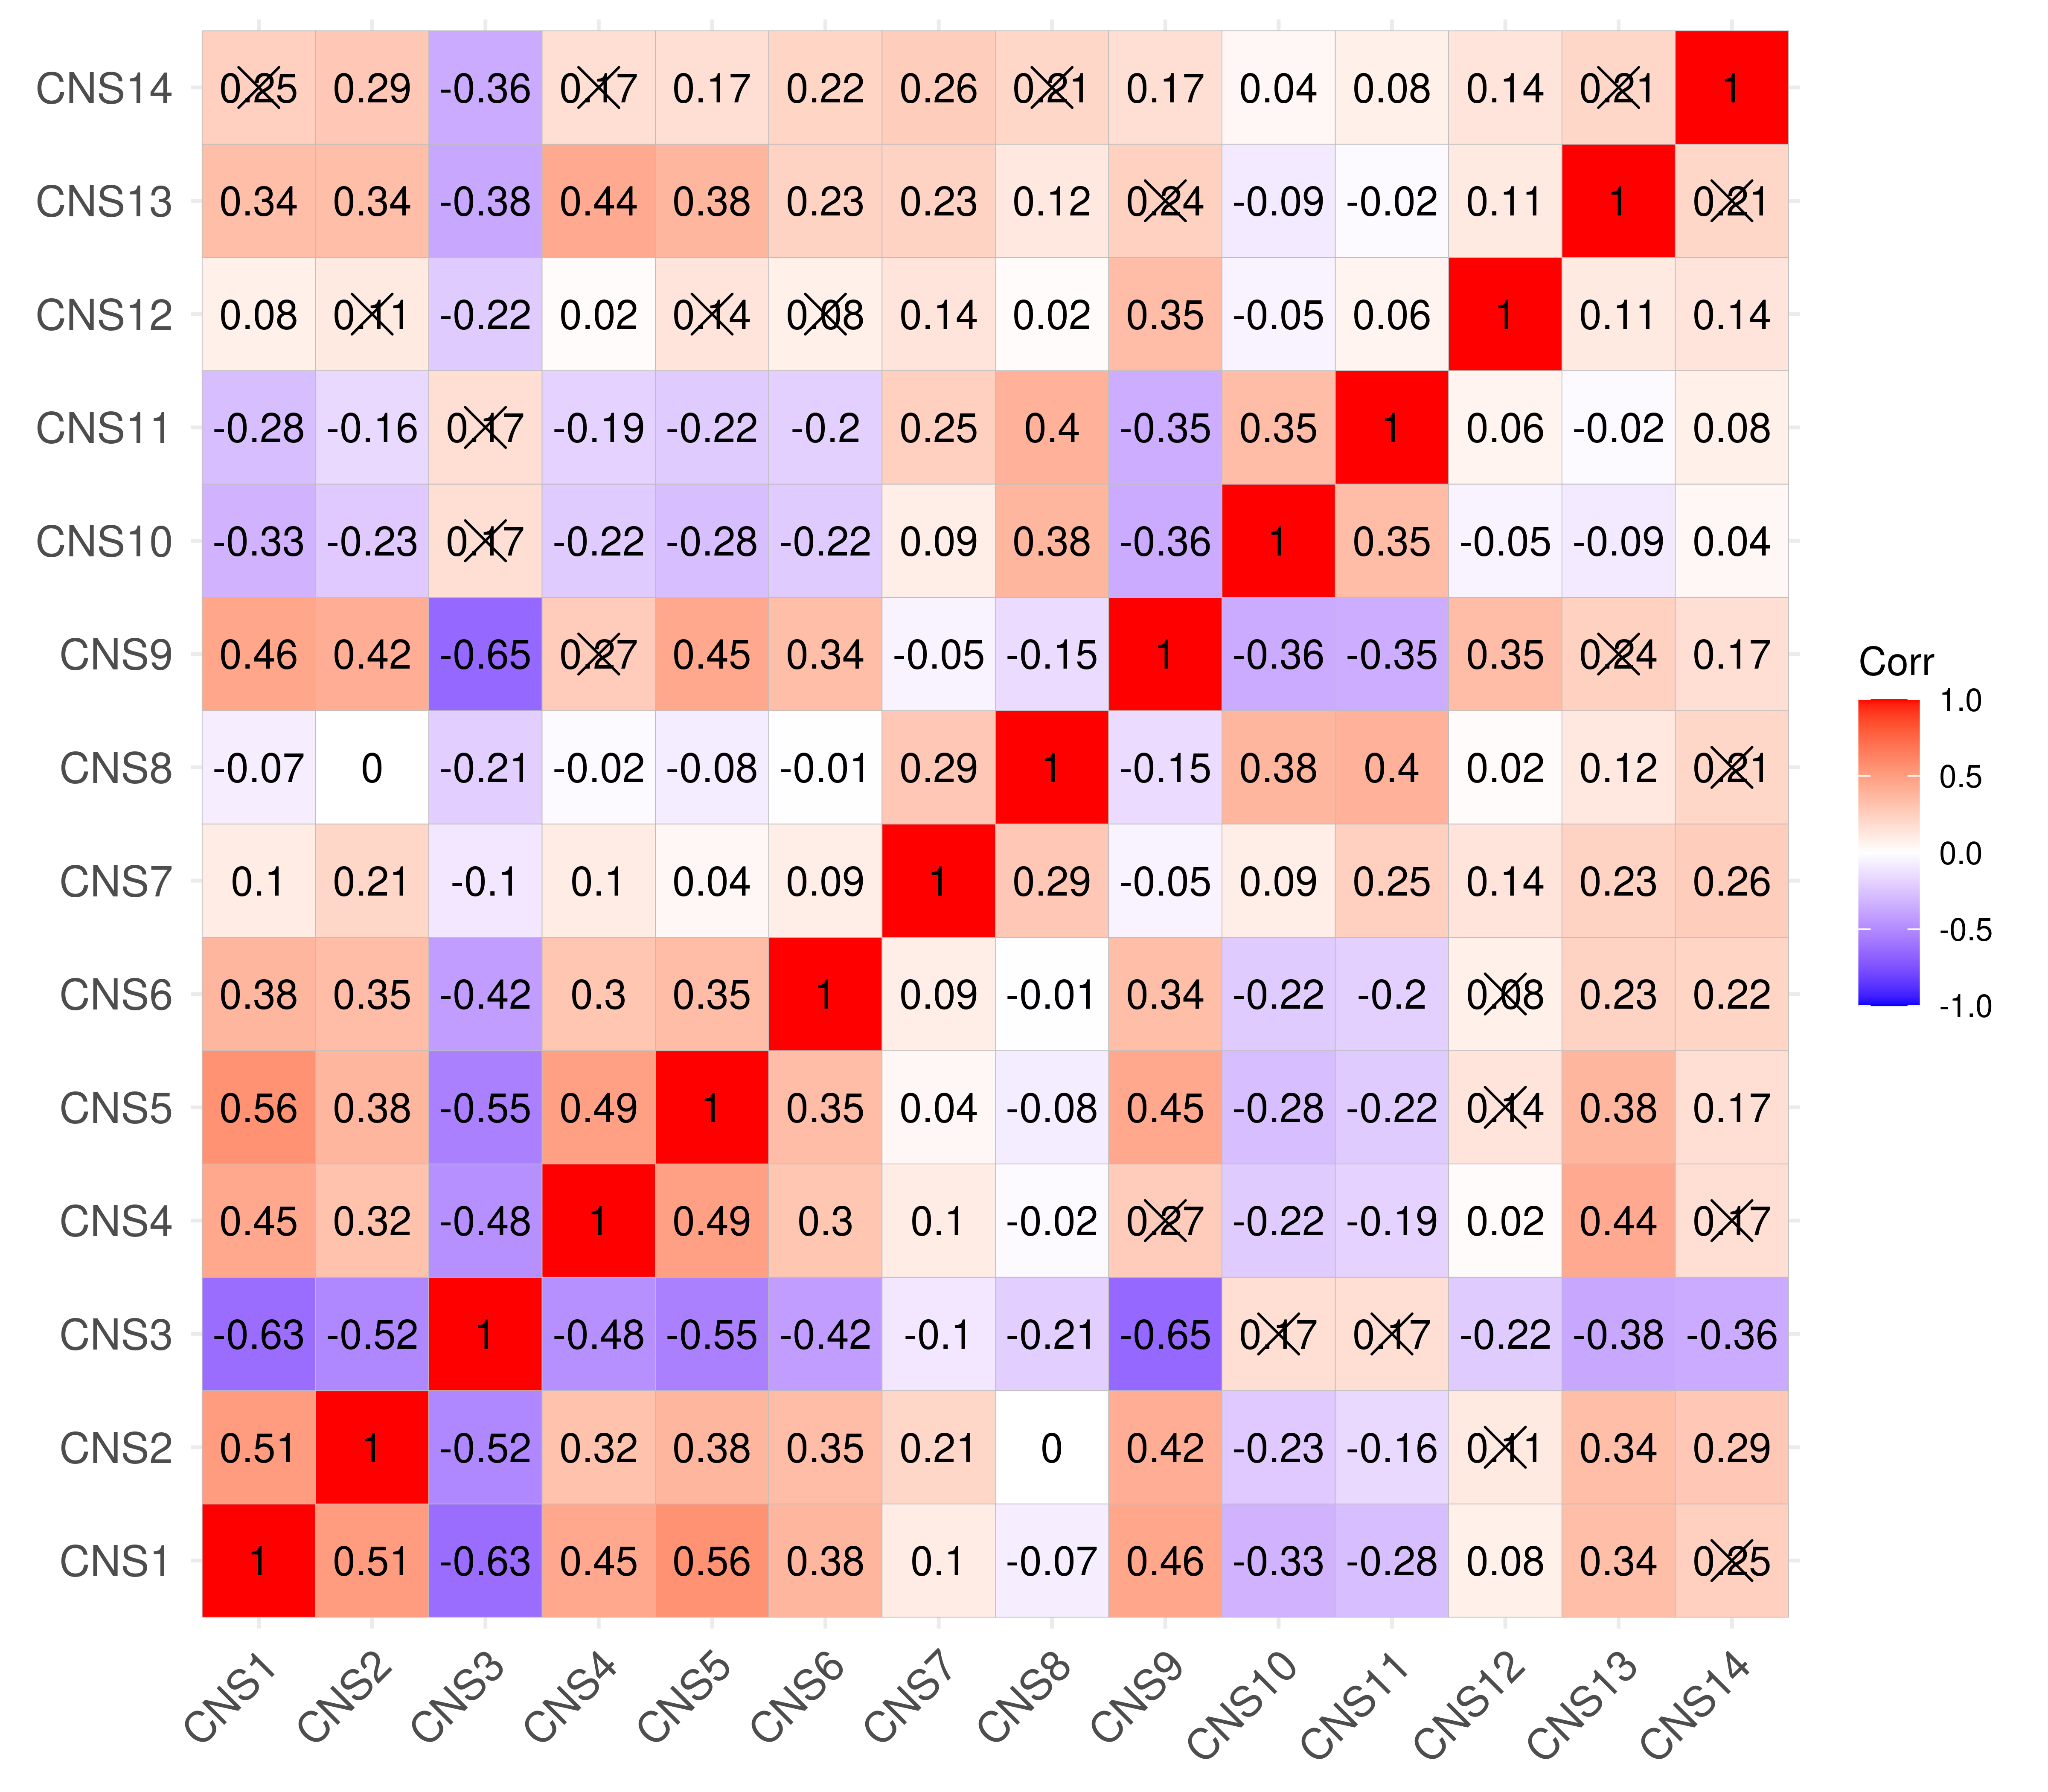 CNS14 0.25 0.29 -0.36 0.17 0.17 0.22 0.26 0.21 0.17 0.04 0.08 0.14 0.21 1
CNS13 0.34 0.34 -0.38 0.44 0.38 0.23 0.23 0.12 0.24 -0.09 -0.02 0.11 1 0.21
CNS12 0.08 0.11 -0.22 0.02 0.14 0.08 0.14 0.02 0.35 -0.05 0.06 1 0.11 0.14
CNS11 -0.28 -0.16 0.17 -0.19 -0.22 -0.2 0.25 0.4 -0.35 0.35 1 0.06 -0.02 0.08
CNS10 -0.33 -0.23 0.17 -0.22 -0.28 -0.22 0.09 0.38 -0.36 1 0.35 -0.05 -0.09 0.04
CNS9 0.46 0.42 -0.65 0.27 0.45 0.34 -0.05 -0.15 1 -0.36 -0.35 0.35 0.24 0.17
CNS8 -0.07 0 -0.21 -0.02 -0.08 -0.01 0.29 1 -0.15 0.38 0.4 0.02 0.12 0.21
CNS7 0.1 0.21 -0.1 0.1 0.04 0.09 1 0.29 -0.05 0.09 0.25 0.14 0.23 0.26
CNS6 0.38 0.35 -0.42 0.3 0.35 1 0.09 -0.01 0.34 -0.22 -0.2 0.08 0.23 0.22
CNS5 0.56 0.38 -0.55 0.49 1 0.35 0.04 -0.08 0.45 -0.28 -0.22 0.14 0.38 0.17
CNS4 0.45 0.32 -0.48 1 0.49 0.3 0.1 -0.02 0.27 -0.22 -0.19 0.02 0.44 0.17
CNS3 -0.63 -0.52 1 -0.48 -0.55 -0.42 -0.1 -0.21 -0.65 0.17 0.17 -0.22 -0.38 -0.36
CNS2 0.51 1 -0.52 0.32 0.38 0.35 0.21 0 0.42 -0.23 -0.16 0.11 0.34 0.29
CNS1 1 0.51 -0.63 0.45 0.56 0.38 0.1 -0.07 0.46 -0.33 -0.28 0.08 0.34 0.25
CNS1 CNS2 CNS3 CNS4 CNS5 CNS6 CNS7 CNS8 CNS9 CNS10 CNS11 CNS12 CNS13 CNS14
Corr
1.0
0.5
0.0
-0.5
-1.0